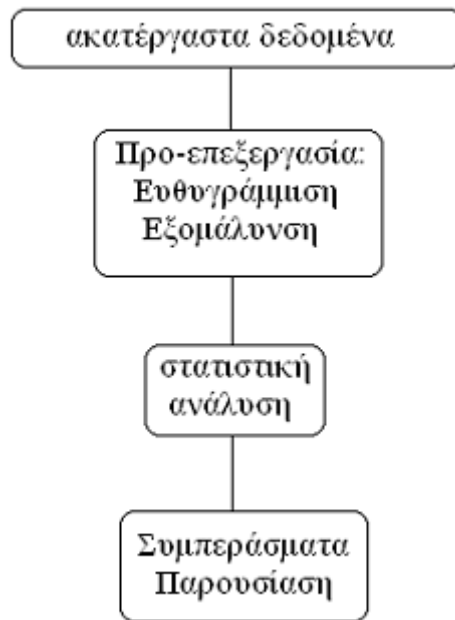 ακατέργαστα δεδομένα
Προ-επεξεργασία:
Ευθυγράμμιση
Εξομάλυνση
στατιστική
ανάλυση
Συμπεράσματα
Παρουσίαση